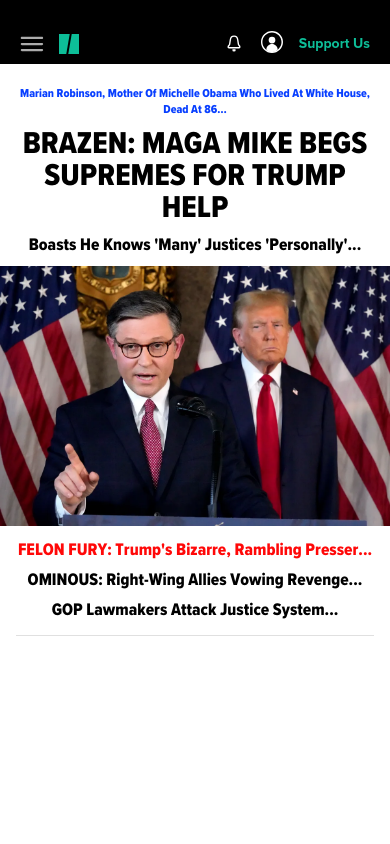 Support Us
Marian Robinson, Mother Of Michelle Obama Who Lived At White House,
Dead At 86...
BRAZEN: MAGA MIKE BEGS
SUPREMES FOR TRUMP
HELP
Boasts He Knows 'Many' Justices 'Personally'...
FELON FURY: Trump's Bizarre, Rambling Presser...
OMINOUS: Right-Wing Allies Vowing Revenge...
GOP Lawmakers Attack Justice System...